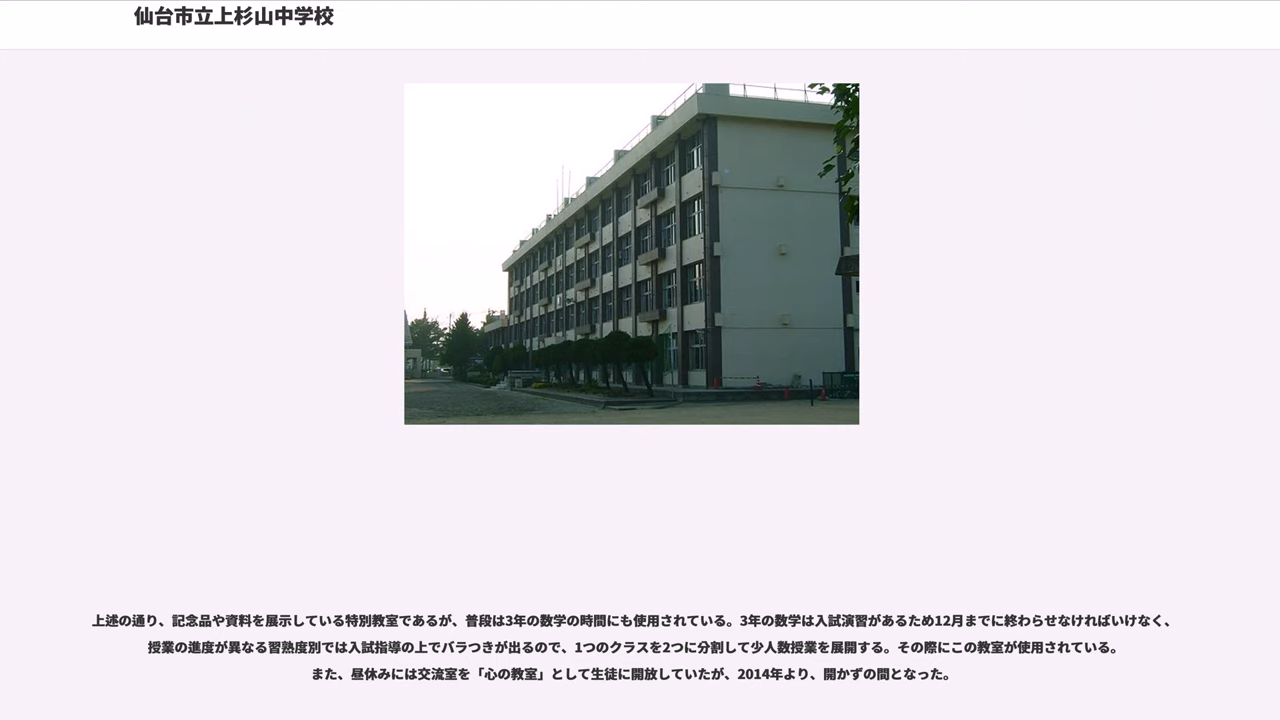 仙台市立上杉山中学校
上述の通り、記念品や資料を展示している特別教室であるが、普段は3年の数学の時間にも使用されている。3年の数学は入試演習があるため12月までに終わらせなければいけなく、
授業の進度が異なる習熟度別では入試指導の上でバラつきが出るので、1つのクラスを2つに分割して少人数授業を展開する。その際にこの教室が使用されている。
また、昼休みには交流室を「心の教室」として生徒に開放していたが、2014年より、開かずの間となった。